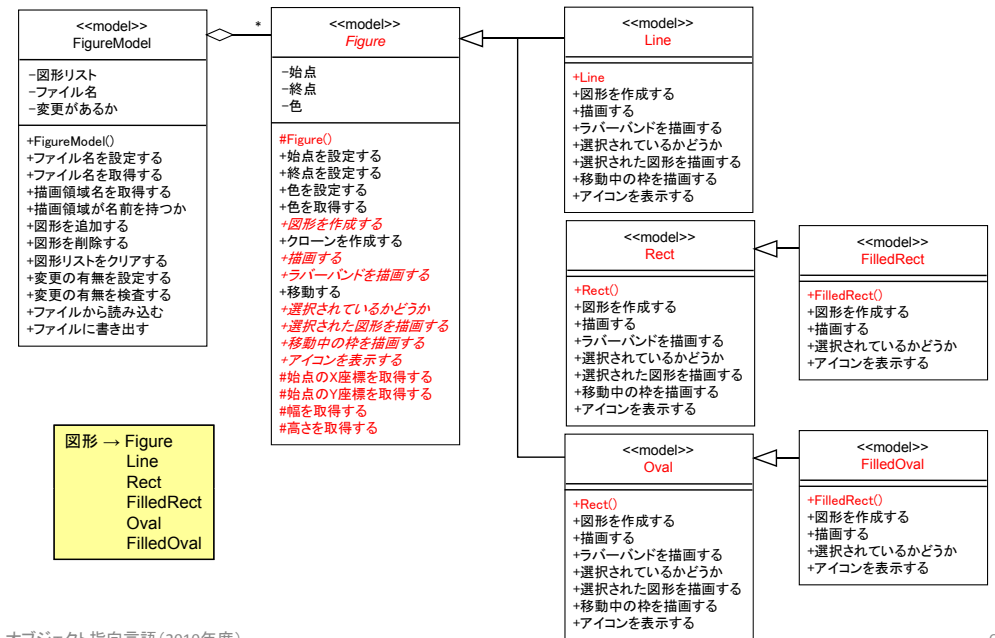 <<model>>
FigureModel
-図形リスト
-ファイル名
-変更があるか
+FigureModel()
+ファイル名を設定する
+ファイル名を取得する
+描画領域名を取得する
+描画領域が名前を持つか
+図形を追加する
+図形を削除する
+図形リストをクリアする
+変更の有無を設定する
+変更の有無を検査する
+ファイルから読み込む
+ファイルに書き出す
*
<<model>>
Figure
-始点
-終点
-色
#Figure()
+始点を設定する
+終点を設定する
+色を設定する
+色を取得する
+図形を作成する
+クローンを作成する
+描画する
+ラバーバンドを描画する
+移動する
+選択されているかどうか
+選択された図形を描画する
+移動中の枠を描画する
+アイコンを表示する
#始点のX座標を取得する
#始点のY座標を取得する
#幅を取得する
#高さを取得する
<<model>>
Line
+Line
+図形を作成する
+描画する
+ラバーバンドを描画する
+選択されているかどうか
+選択された図形を描画する
+移動中の枠を描画する
+アイコンを表示する
<<model>>
Rect
+Rect()
+図形を作成する
+描画する
+ラバーバンドを描画する
+選択されているかどうか
+選択された図形を描画する
+移動中の枠を描画する
+アイコンを表示する
<<model>>
FilledRect
+FilledRect()
+図形を作成する
+描画する
+選択されているかどうか
+アイコンを表示する
<<model>>
Oval
+Rect()
+図形を作成する
+描画する
+ラバーバンドを描画する
+選択されているかどうか
+選択された図形を描画する
+移動中の枠を描画する
+アイコンを表示する
<<model>>
FilledOval
+FilledRect()
+図形を作成する
+描画する
+選択されているかどうか
+アイコンを表示する
図形 → Figure
Line
Rect
FilledRect
Oval
FilledOval
オブジェクト指向言語(2010年度)